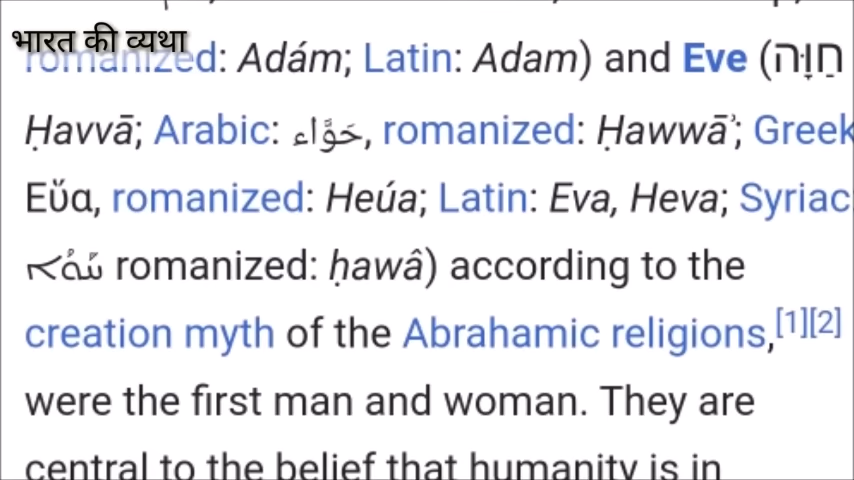 भारत की व्यथा
romanized: Adám; Latin: Adam) and Eve (חַוָּה
Ḥavvā; Arabic: حَوَّاء, romanized: Ḥawwāʾ; Greek
Εὕα, romanized: Heúa; Latin: Eva, Heva; Syriac
ܚܰܘܳܐ romanized: ḥawâ) according to the
creation myth of the Abrahamic religions,[1][2]
were the first man and woman. They are
central to the belief that humanity is in